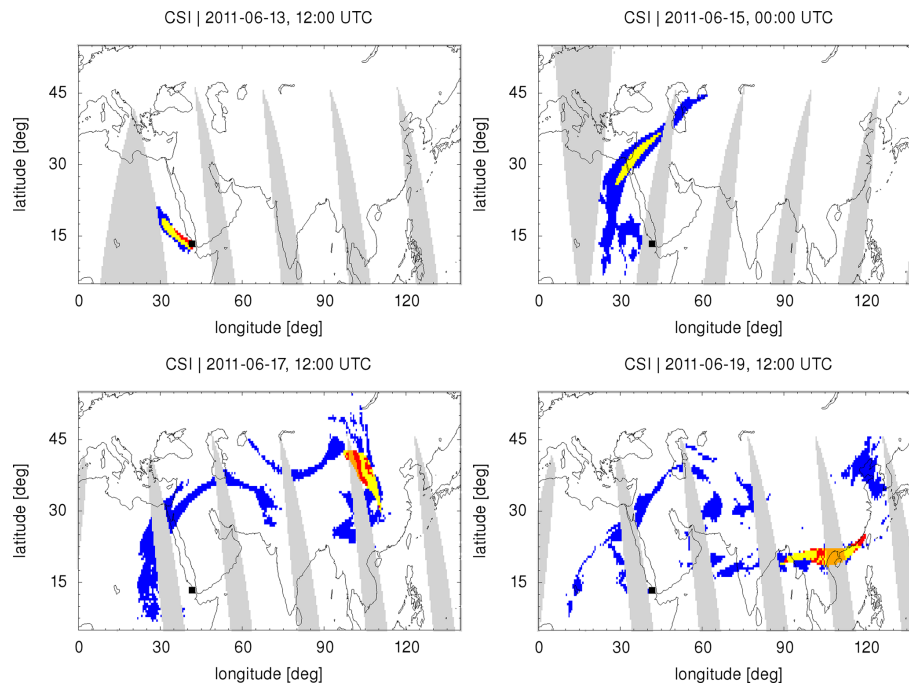 CSI | 2011-06-13, 12:00 UTC
45
30
15
latitude [deg]
0 30 60 90 120
longitude [deg]
CSI | 2011-06-15, 00:00 UTC
45
30
15
latitude [deg]
0 30 60 90 120
longitude [deg]
CSI | 2011-06-17, 12:00 UTC
45
30
15
latitude [deg]
0 30 60 90 120
longitude [deg]
CSI | 2011-06-19, 12:00 UTC
45
30
15
latitude [deg]
0 30 60 90 120
longitude [deg]